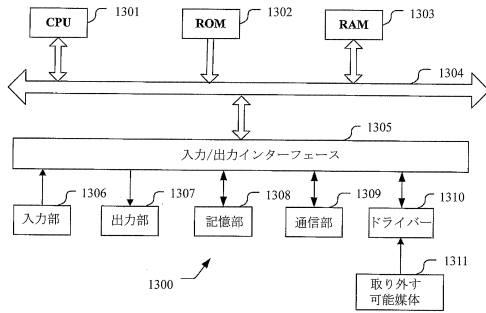 CPU 1301
ROM 1302
RAM 1303
1304
1305
入力/出力インターフェース
1306
1307
1308
1309
1310
入力部
出力部
記憶部
通信部
ドライバー
1300
1311
取り外す
可能媒体